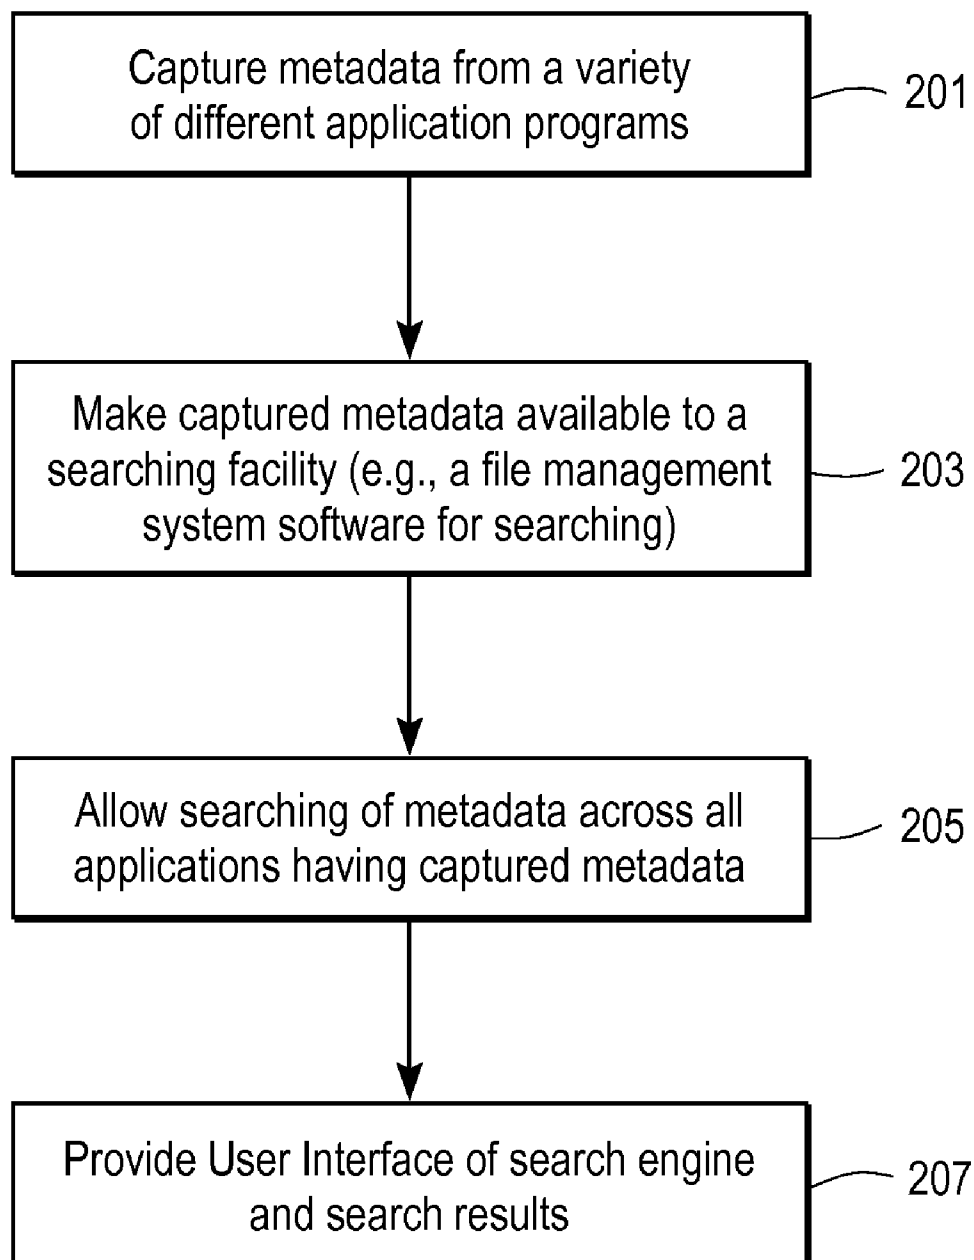 Capture metadata from a variety
of different application programs
201
Make captured metadata available to a
searching facility (e.g., a file management
system software for searching)
203
Allow searching of metadata across all
applications having captured metadata
205
Provide User Interface of search engine
and search results
207